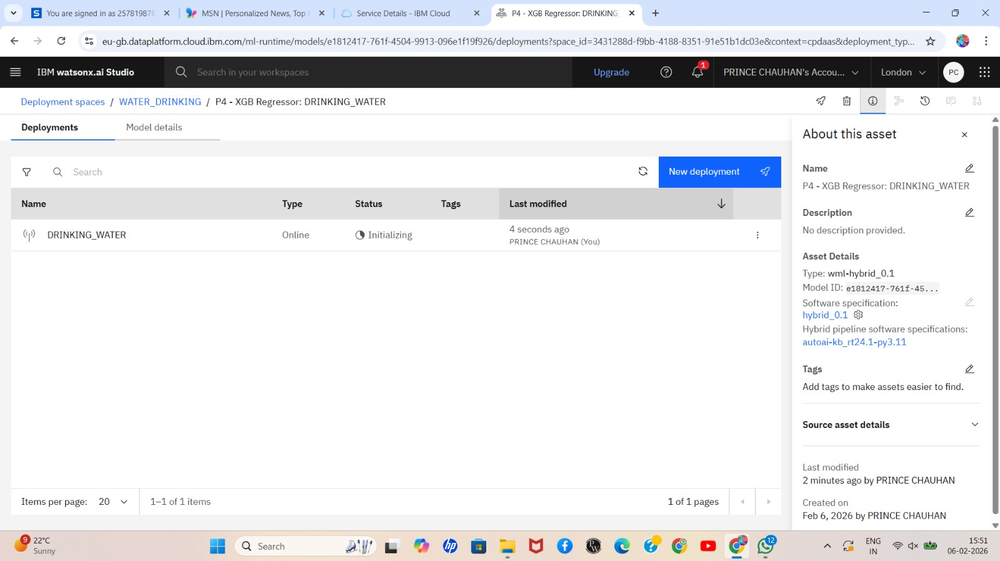 You are signed in as 257819878
MSN | Personalized News, Top
Service Details - IBM Cloud
P4 - XGB Regressor: DRINKING_
eu-gb.dataplatform.cloud.ibm.com/ml-runtime/models/e1812417-761f-4504-9913-096e1f19f926/deployments?space_id=3431288d-f9bb-4188-8351-91e51b1dc03e&context=cpdaas&deployment_typ...
IBM watsonx.ai Studio
Search in your workspaces
Upgrade
1
PRINCE CHAUHAN's Accou...
London
PC
Deployment spaces / WATER_DRINKING / P4 - XGB Regressor: DRINKING_WATER
Deployments
Model details
Search
New deployment
Name Type Status Tags Last modified
DRINKING_WATER Online Initializing 4 seconds ago
PRINCE CHAUHAN (You)
Items per page: 20
1–1 of 1 items
1 of 1 pages
About this asset
Name
P4 - XGB Regressor: DRINKING_WATER
Description
No description provided.
Asset Details
Type: wml-hybrid_0.1
Model ID: e1812417-761f-45...
Software specification:
hybrid_0.1
Hybrid pipeline software specifications:
autoai-kb_rt24.1-py3.11
Tags
Add tags to make assets easier to find.
Source asset details
Last modified
2 minutes ago by PRINCE CHAUHAN
Created on
Feb 6, 2026 by PRINCE CHAUHAN
9
22°C
Sunny
Search
hp
12
ENG
IN
15:51
06-02-2026